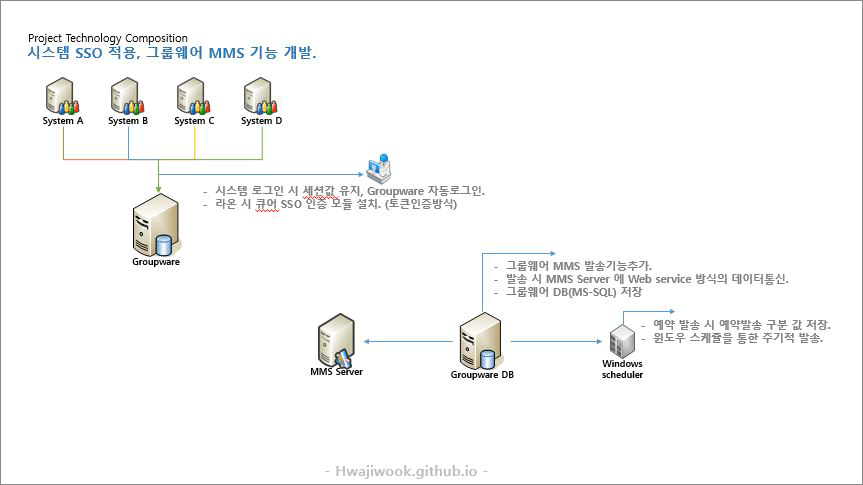 Project Technology Composition
시스템 SSO 적용, 그룹웨어 MMS 기능 개발.
System A
System B
System C
System D
- 시스템 로그인 시 세션값 유지, Groupware 자동로그인.
- 라온 시 큐어 SSO 인증 모듈 설치. (토큰인증방식)
Groupware
- 그룹웨어 MMS 발송기능추가.
- 발송 시 MMS Server 에 Web service 방식의 데이터통신.
- 그룹웨어 DB(MS-SQL) 저장
- 예약 발송 시 예약발송 구분 값 저장.
- 윈도우 스케쥴을 통한 주기적 발송.
MMS Server
Groupware DB
Windows
scheduler
- Hwajiwook.github.io -